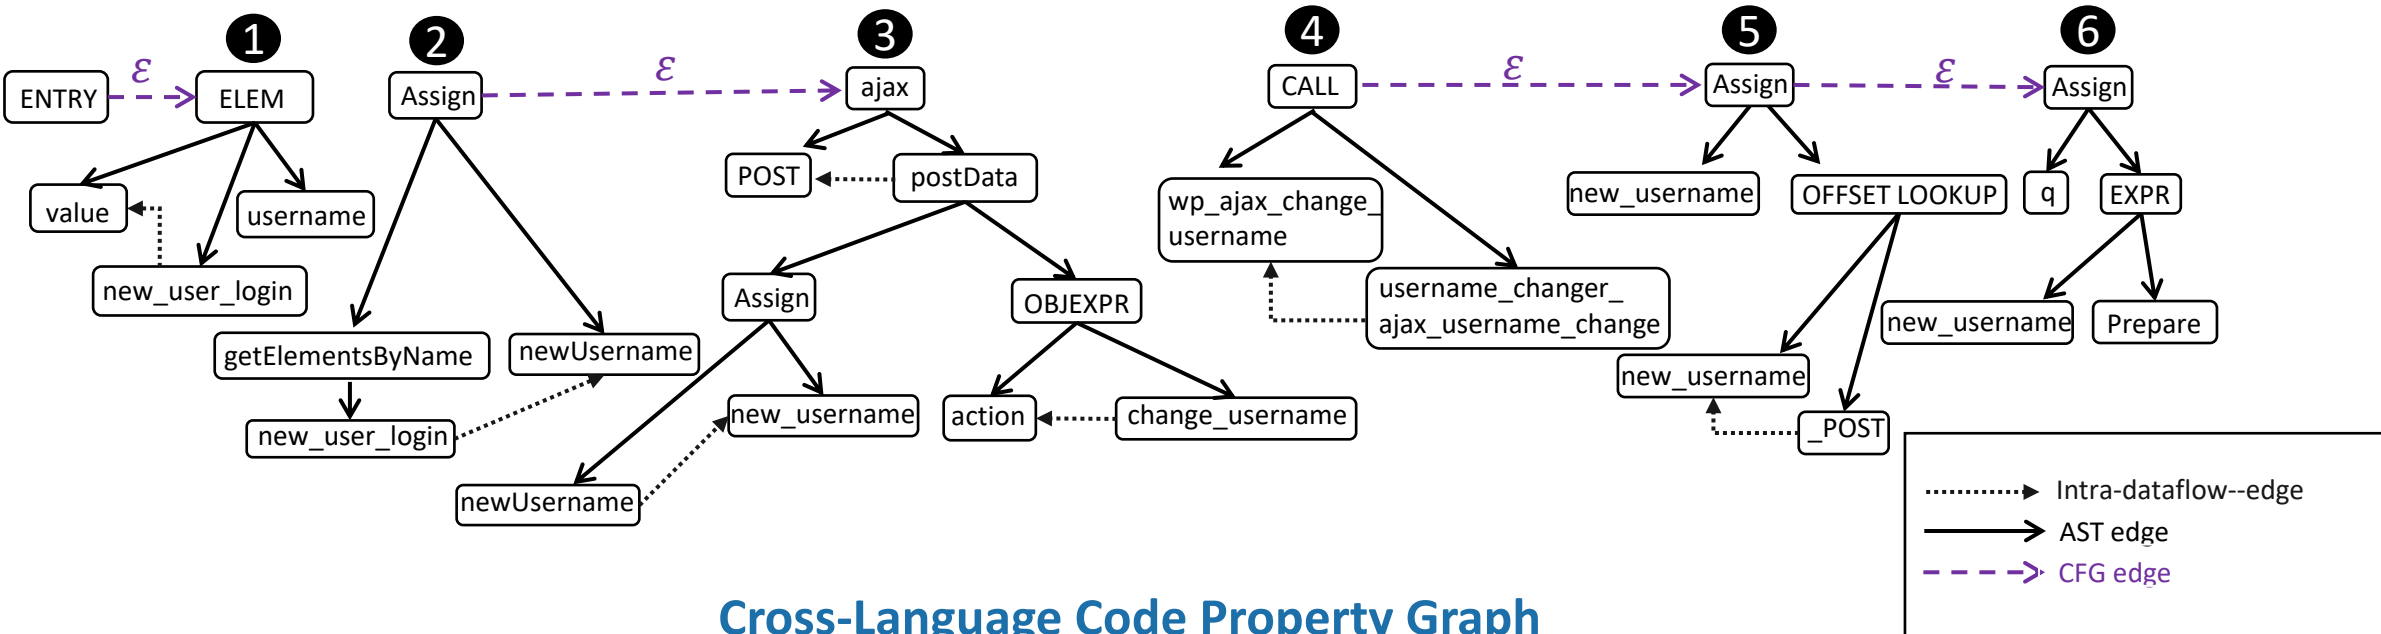 1
2
3
4
5
6
ENTRY
ε
ELEM
Assign
ε
ajax
CALL
ε
Assign
ε
Assign
value
username
new_user_login
getElementsByName
newUsername
new_user_login
POST
postData
Assign
OBJEXPR
newUsername
new_username
action
change_username
wp_ajax_change_
username
username_changer_
ajax_username_change
new_username
OFFSET LOOKUP
new_username
_POST
q
EXPR
new_username
Prepare
Intra-dataflow--edge
AST edge
CFG edge
Cross-Language Code Property Graph